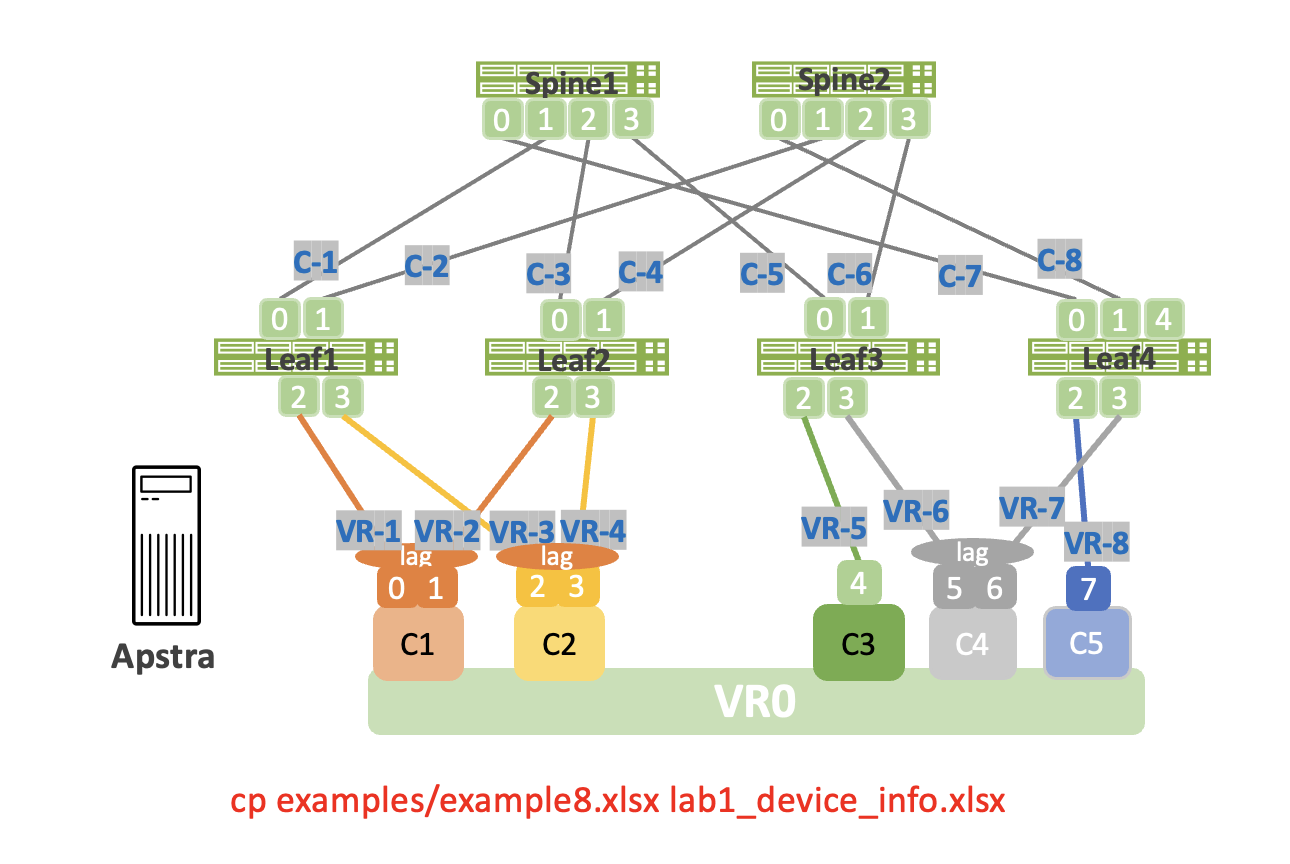 Spine1 Spine2
0 1 2 3 0 1 2 3
C-1 C-2 C-3 C-4 C-5 C-6 C-7 C-8
0 1 0 1 0 1 0 1 4
Leaf1 Leaf2 Leaf3 Leaf4
2 3 2 3 2 3 2 3
VR-1 VR-2 VR-3 VR-4 VR-5 VR-6 VR-7 VR-8
lag lag lag
0 1 2 3 4 5 6 7
C1 C2 C3 C4 C5
Apstra
VR0
cp examples/example8.xlsx lab1_device_info.xlsx